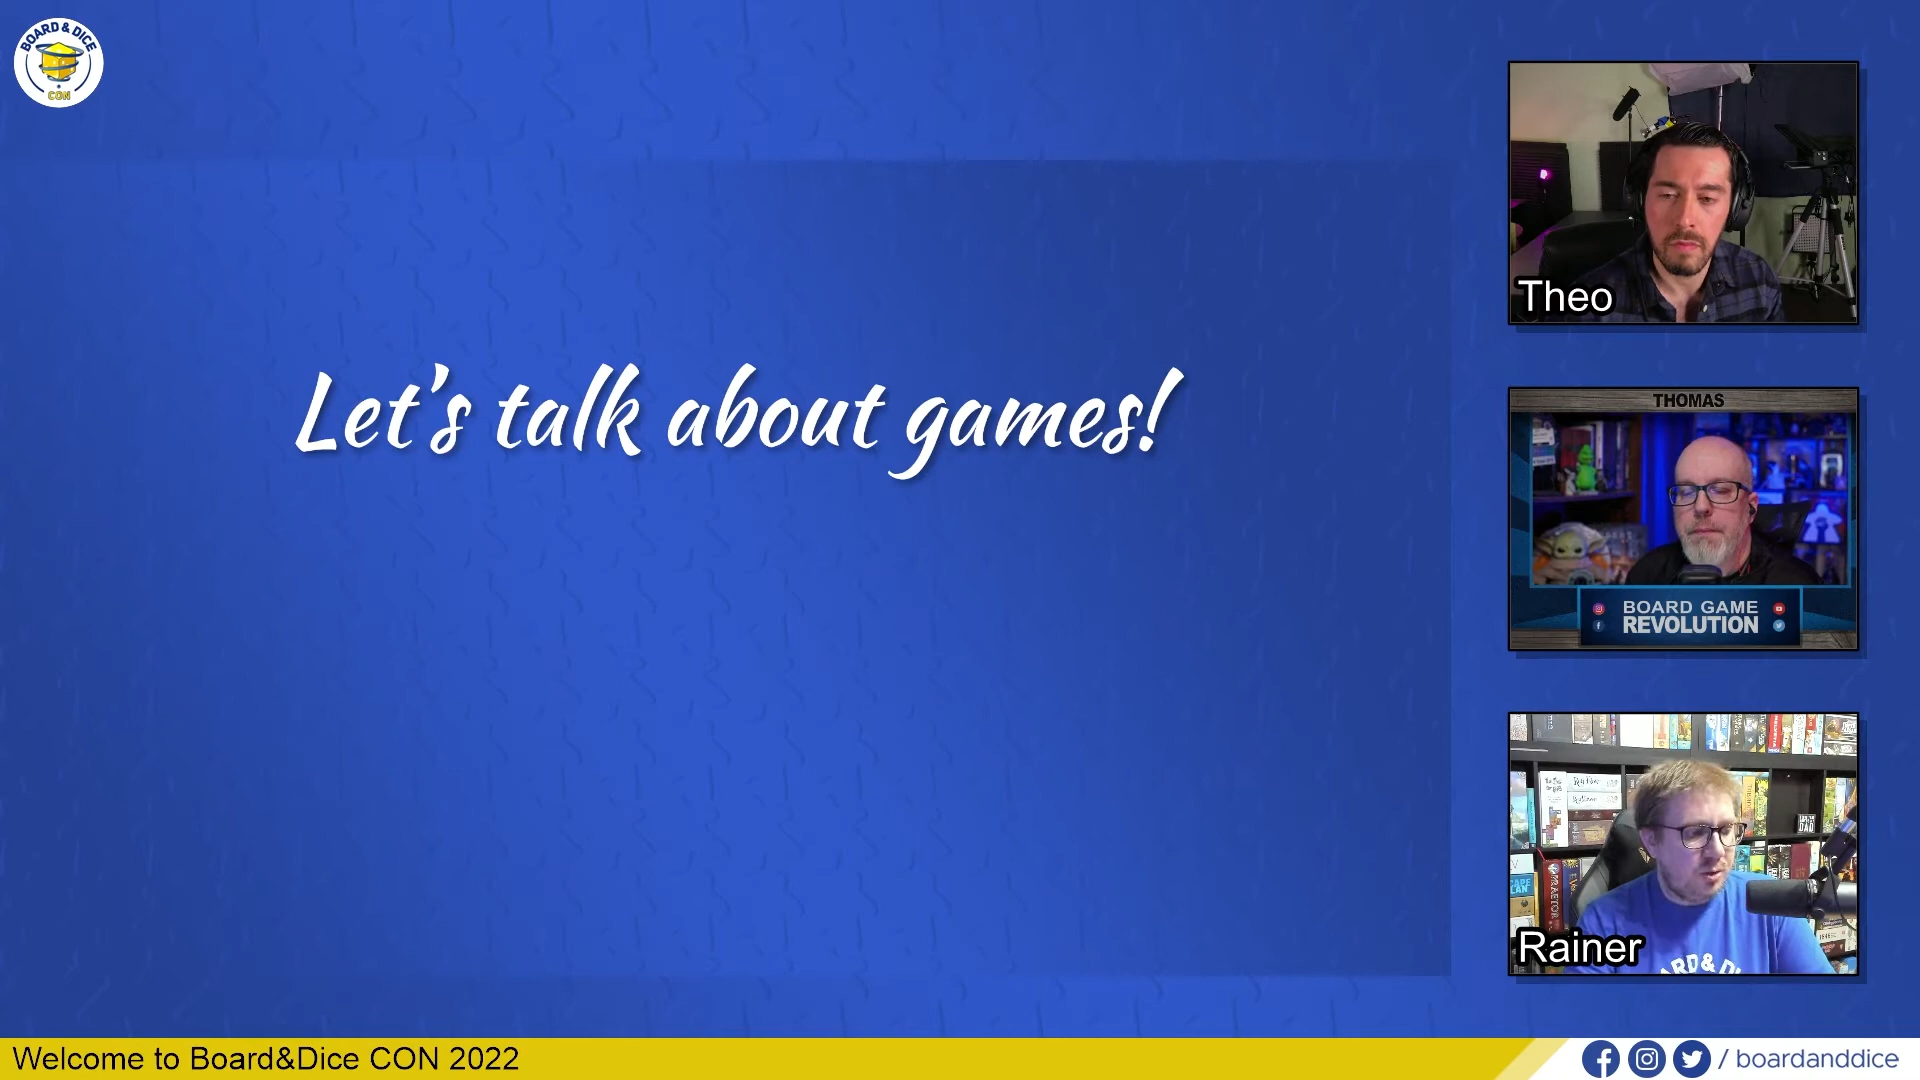 BOARD & DICE
CON
Let's talk about games!
Theo
THOMAS
BOARD GAME
REVOLUTION
PRAETOR
Rainer
Welcome to Board&Dice CON 2022
/ boardanddice